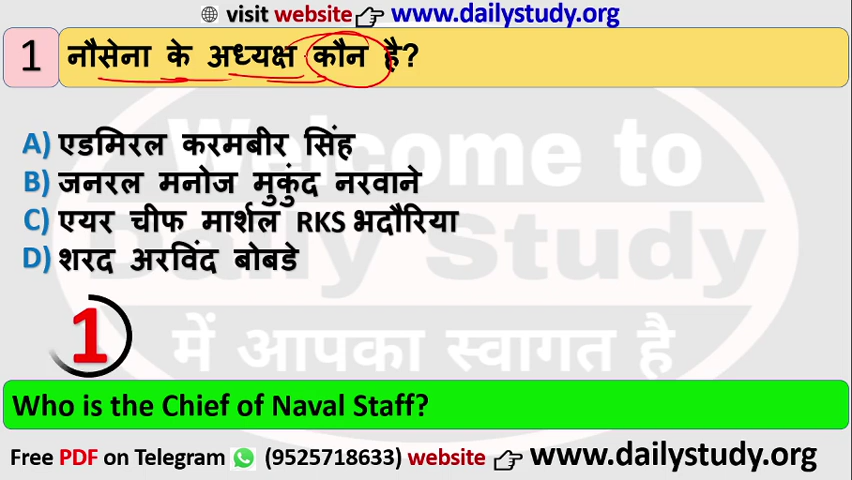 visit website www.dailystudy.org
1 नौसेना के अध्यक्ष कौन है?
Welcome to
Daily Study
में आपका स्वागत है
A) एडमिरल करमबीर सिंह
B) जनरल मनोज मुकुंद नरवाने
C) एयर चीफ मार्शल RKS भदौरिया
D) शरद अरविंद बोबडे
1
Who is the Chief of Naval Staff?
Free PDF on Telegram (9525718633) website www.dailystudy.org